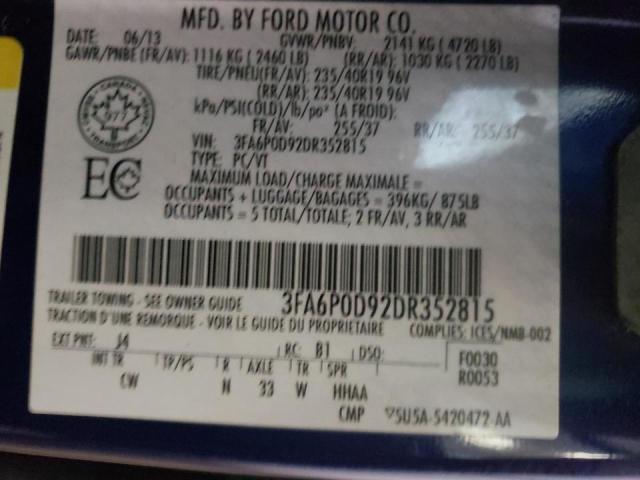 MFD. BY FORD MOTOR CO.
DATE: 06/13 GVWR/PNBV: 2141 KG ( 4720 LB)
GAWR/PNBE (FR/AV): 1116 KG ( 2460 LB) (RR/AR): 1030 KG ( 2270 LB)
TIRE/PNEU(FR/AV): 235/40R19 96V
(RR/AR): 235/40R19 96V
kPa/PSI(COLD)/lb/po² (A FROID):
FR/AV: 255/37 RR/AR: 255/37
VIN: 3FA6P0D92DR352815
TYPE: PC/VT
MAXIMUM LOAD/CHARGE MAXIMALE =
OCCUPANTS + LUGGAGE/BAGAGES = 396KG/ 875LB
OCCUPANTS = 5 TOTAL/TOTALE; 2 FR/AV, 3 RR/AR
CANADA
TRANSPORT
977
EC
3FA6P0D92DR352815
TRAILER TOWING - SEE OWNER GUIDE
TRACTION D'UNE REMORQUE - VOIR LE GUIDE DU PROPRIETAIRE
COMPLIES: ICES/NMB-002
EXT PNT: J4 RC: B1 DSO: F0030
INT TR TP/PS R AXLE TR SPR R0053
CW N 33 W HHAA
CMP ▽5U5A-5420472-AA